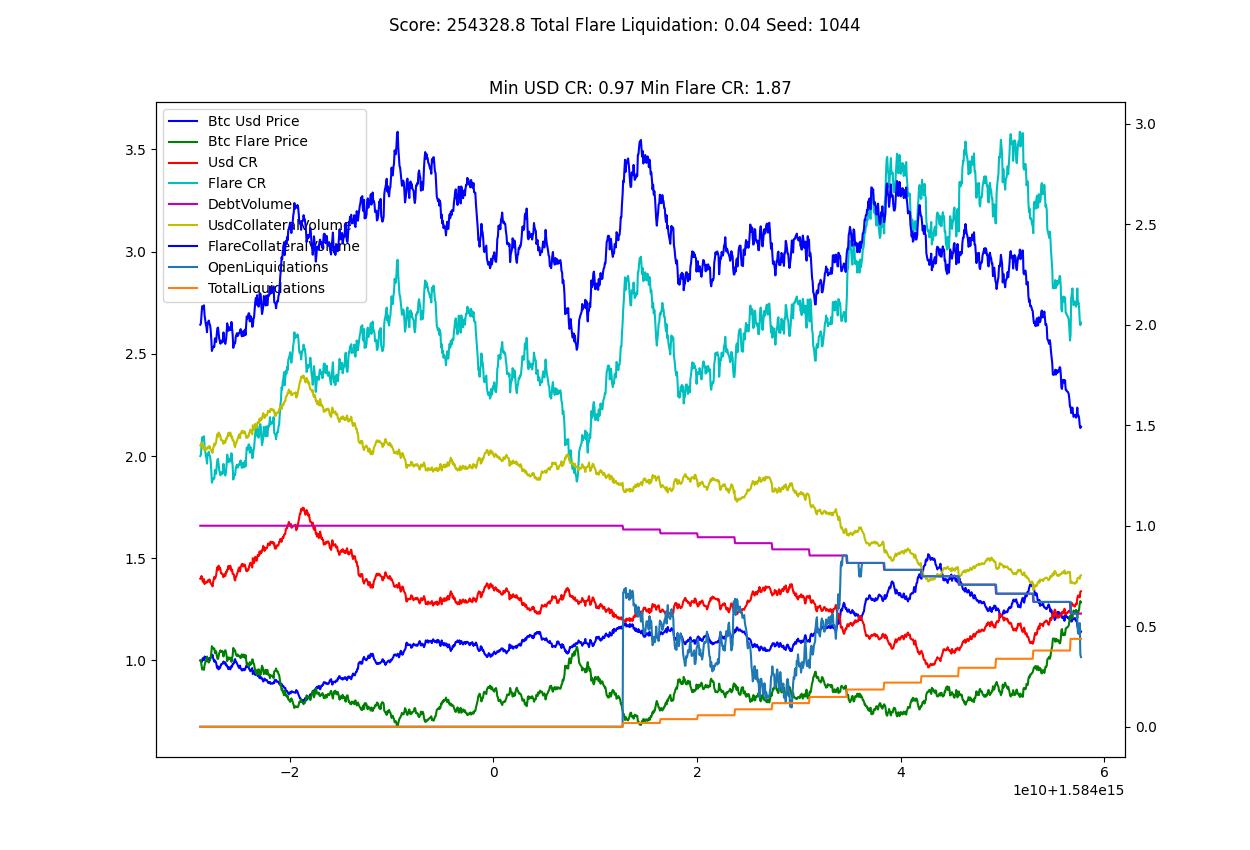 Score: 254328.8 Total Flare Liquidation: 0.04 Seed: 1044
Min USD CR: 0.97 Min Flare CR: 1.87
Btc Usd Price
Btc Flare Price
Usd CR
Flare CR
DebtVolume
UsdCollateralVolume
FlareCollateralVolume
OpenLiquidations
TotalLiquidations
3.5
3.0
2.5
2.0
1.5
1.0
3.0
2.5
2.0
1.5
1.0
0.5
0.0
−2
0
2
4
6
1e10+1.584e15